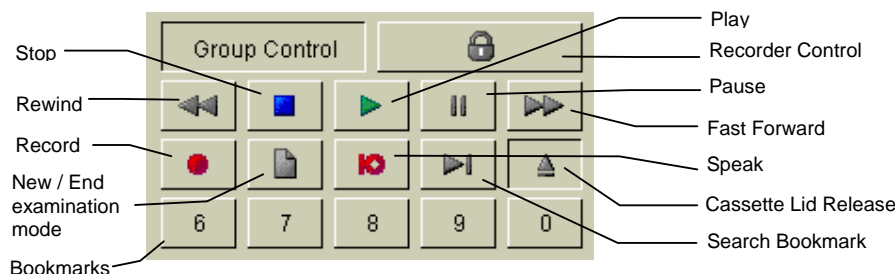 Play
Group Control
Stop
Recorder Control
Pause
Rewind
Fast Forward
Record
Speak
New / End
examination
mode
Cassette Lid Release
6 7 8 9 0
Search Bookmark
Bookmarks